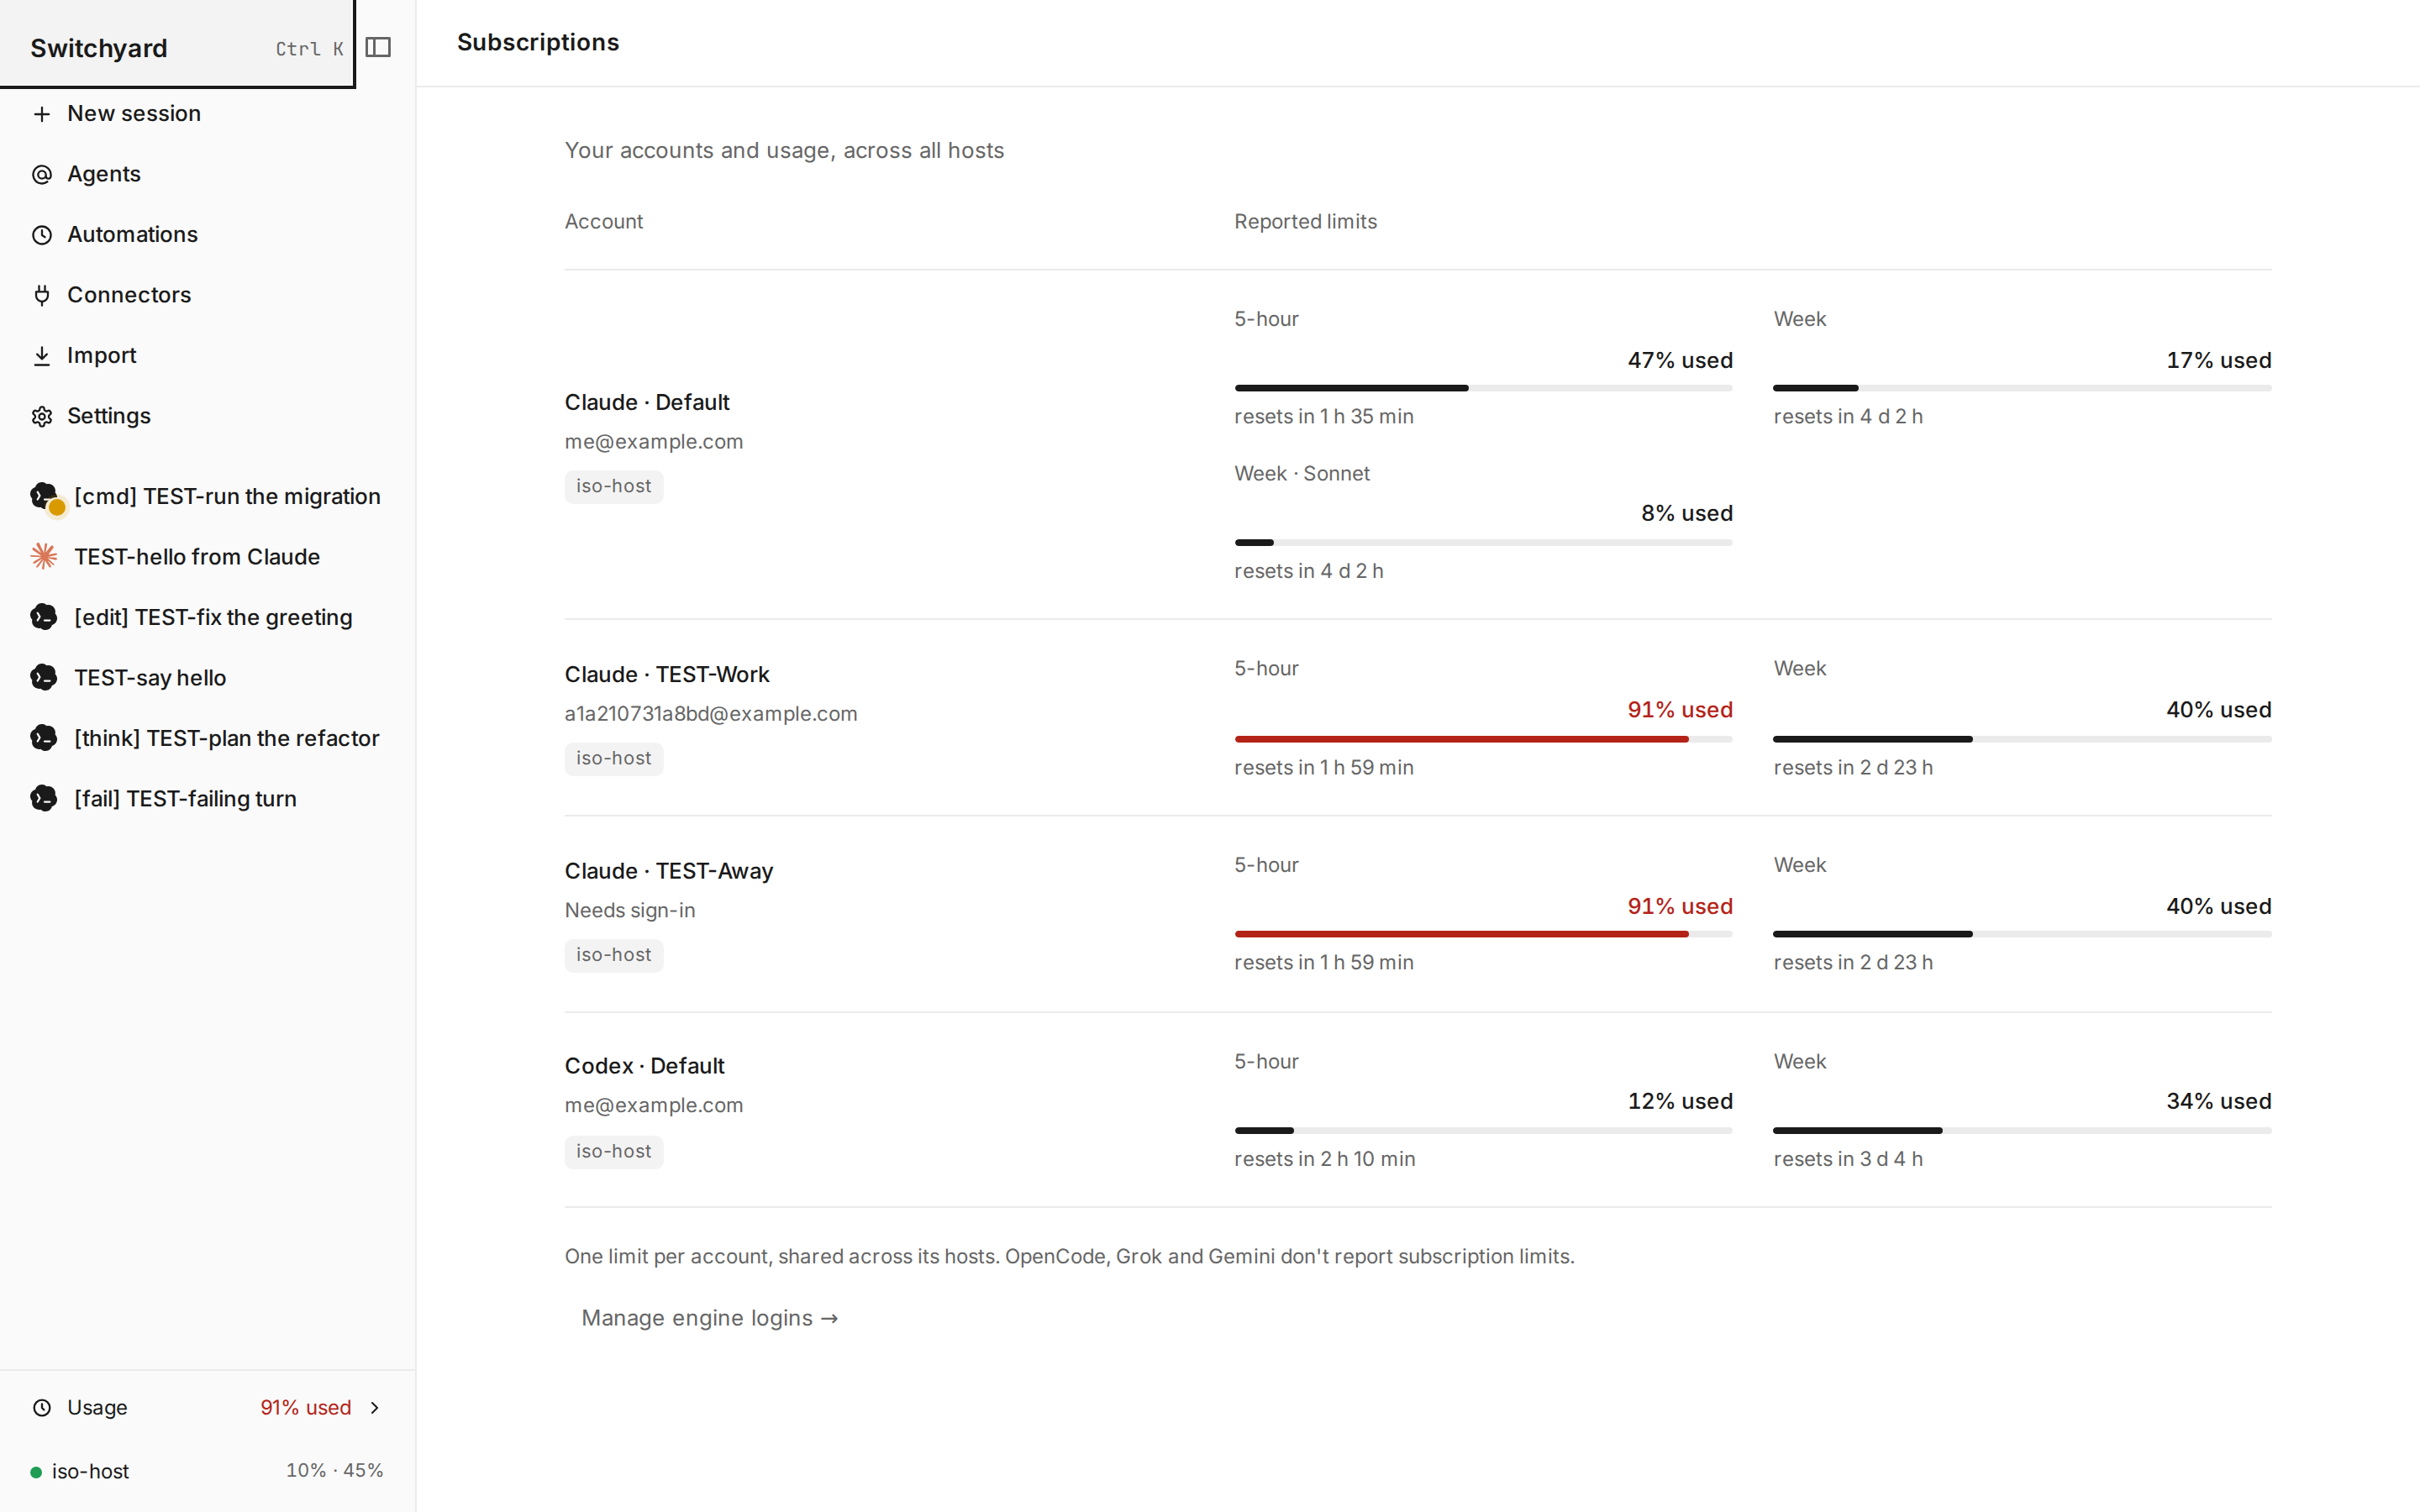 Switchyard
Ctrl K
New session
Agents
Automations
Connectors
Import
Settings
[cmd] TEST-run the migration
TEST-hello from Claude
[edit] TEST-fix the greeting
TEST-say hello
[think] TEST-plan the refactor
[fail] TEST-failing turn
Usage
91% used
iso-host
10% · 45%
Subscriptions
Your accounts and usage, across all hosts
Account
Reported limits
Claude · Default
me@example.com
iso-host
5-hour
47% used
resets in 1 h 35 min
Week
17% used
resets in 4 d 2 h
Week · Sonnet
8% used
resets in 4 d 2 h
Claude · TEST-Work
a1a210731a8bd@example.com
iso-host
5-hour
91% used
resets in 1 h 59 min
Week
40% used
resets in 2 d 23 h
Claude · TEST-Away
Needs sign-in
iso-host
5-hour
91% used
resets in 1 h 59 min
Week
40% used
resets in 2 d 23 h
Codex · Default
me@example.com
iso-host
5-hour
12% used
resets in 2 h 10 min
Week
34% used
resets in 3 d 4 h
One limit per account, shared across its hosts. OpenCode, Grok and Gemini don't report subscription limits.
Manage engine logins →